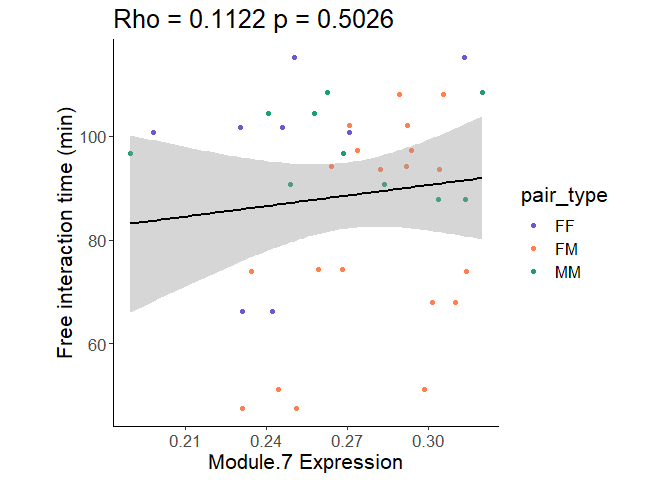 Rho = 0.1122 p = 0.5026
Free interaction time (min)
100
80
60
0.21 0.24 0.27 0.30
Module.7 Expression
pair_type
FF
FM
MM